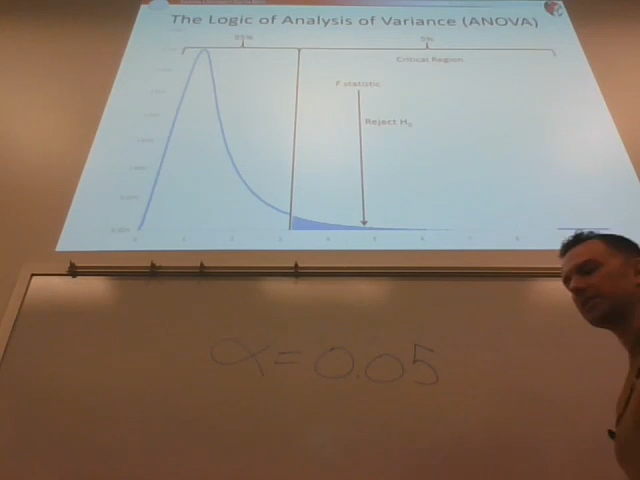 The Logic of Analysis of Variance (ANOVA)
95% 5%
Critical Region
F statistic
Reject H₀
α = 0.05